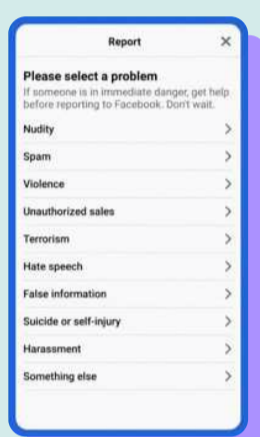 Report
Please select a problem
If someone is in immediate danger, get help
before reporting to Facebook. Don't wait.
Nudity
Spam
Violence
Unauthorized sales
Terrorism
Hate speech
False information
Suicide or self-injury
Harassment
Something else